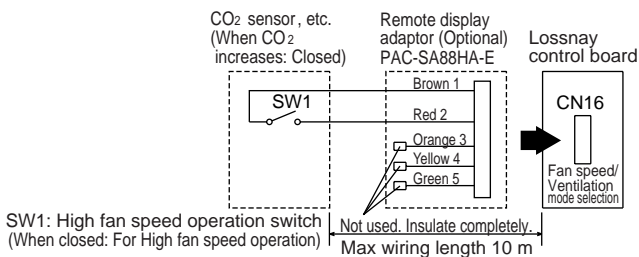 CO2 sensor, etc.
(When CO2
increases: Closed)
Remote display
adaptor (Optional)
PAC-SA88HA-E
Lossnay
control board
Brown 1
SW1
Red 2
Orange 3
Yellow 4
Green 5
CN16
Fan speed/
Ventilation
mode selection
SW1: High fan speed operation switch
(When closed: For High fan speed operation)
Not used. Insulate completely.
Max wiring length 10 m